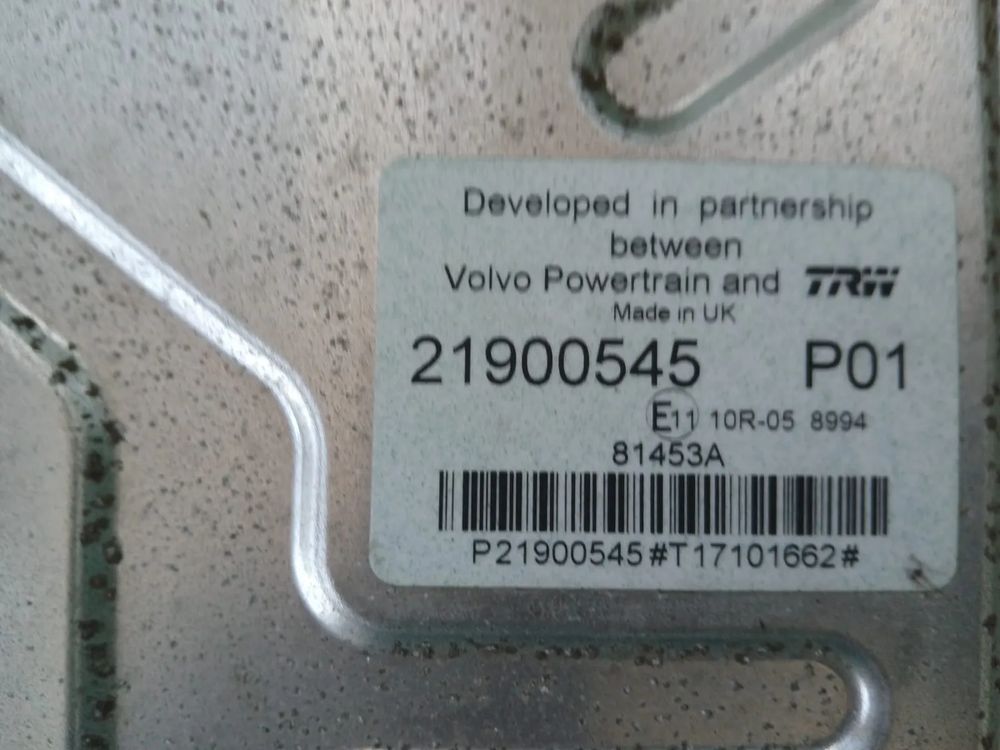 Developed in partnership
between
Volvo Powertrain and TRW
Made in UK
21900545 P01
E11 10R-05 8994
81453A
P21900545#T17101662#